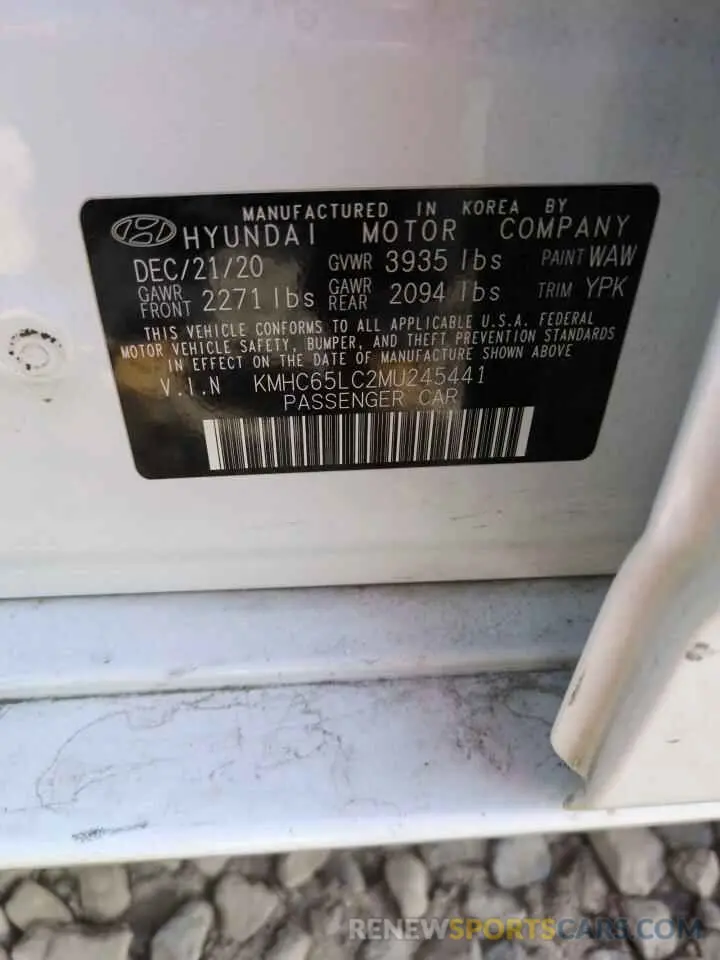 MANUFACTURED IN KOREA BY
HYUNDAI MOTOR COMPANY
DEC/21/20 GVWR 3935 lbs PAINT WAW
GAWR FRONT 2271 lbs GAWR REAR 2094 lbs TRIM YPK
THIS VEHICLE CONFORMS TO ALL APPLICABLE U.S.A. FEDERAL
MOTOR VEHICLE SAFETY, BUMPER, AND THEFT PREVENTION STANDARDS
IN EFFECT ON THE DATE OF MANUFACTURE SHOWN ABOVE
V.I.N KMHC65LC2MU245441
PASSENGER CAR
RENEWSPORTSCARS.COM